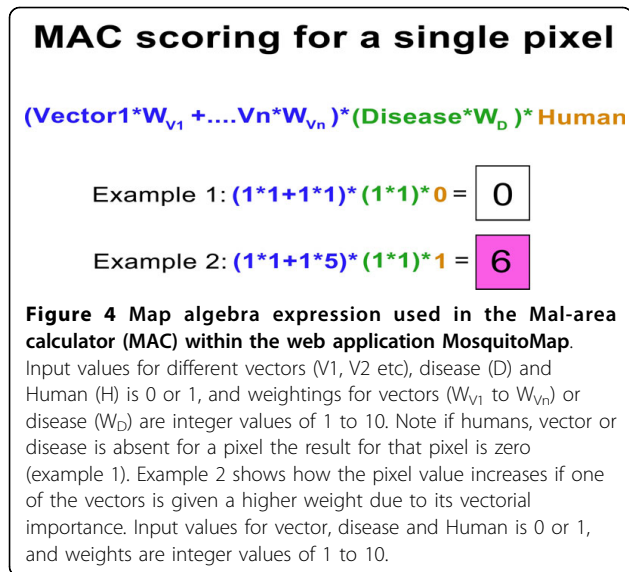 MAC scoring for a single pixel
(Vector1*W_V1 +....Vn*W_Vn)*(Disease*W_D)*Human
Example 1: (1*1+1*1)*(1*1)*0 = 0
Example 2: (1*1+1*5)*(1*1)*1 = 6
Figure 4 Map algebra expression used in the Mal-area
calculator (MAC) within the web application MosquitoMap.
Input values for different vectors (V1, V2 etc), disease (D) and
Human (H) is 0 or 1, and weightings for vectors (W_V1 to W_Vn) or
disease (W_D) are integer values of 1 to 10. Note if humans, vector or
disease is absent for a pixel the result for that pixel is zero
(example 1). Example 2 shows how the pixel value increases if one
of the vectors is given a higher weight due to its vectorial
importance. Input values for vector, disease and Human is 0 or 1,
and weights are integer values of 1 to 10.